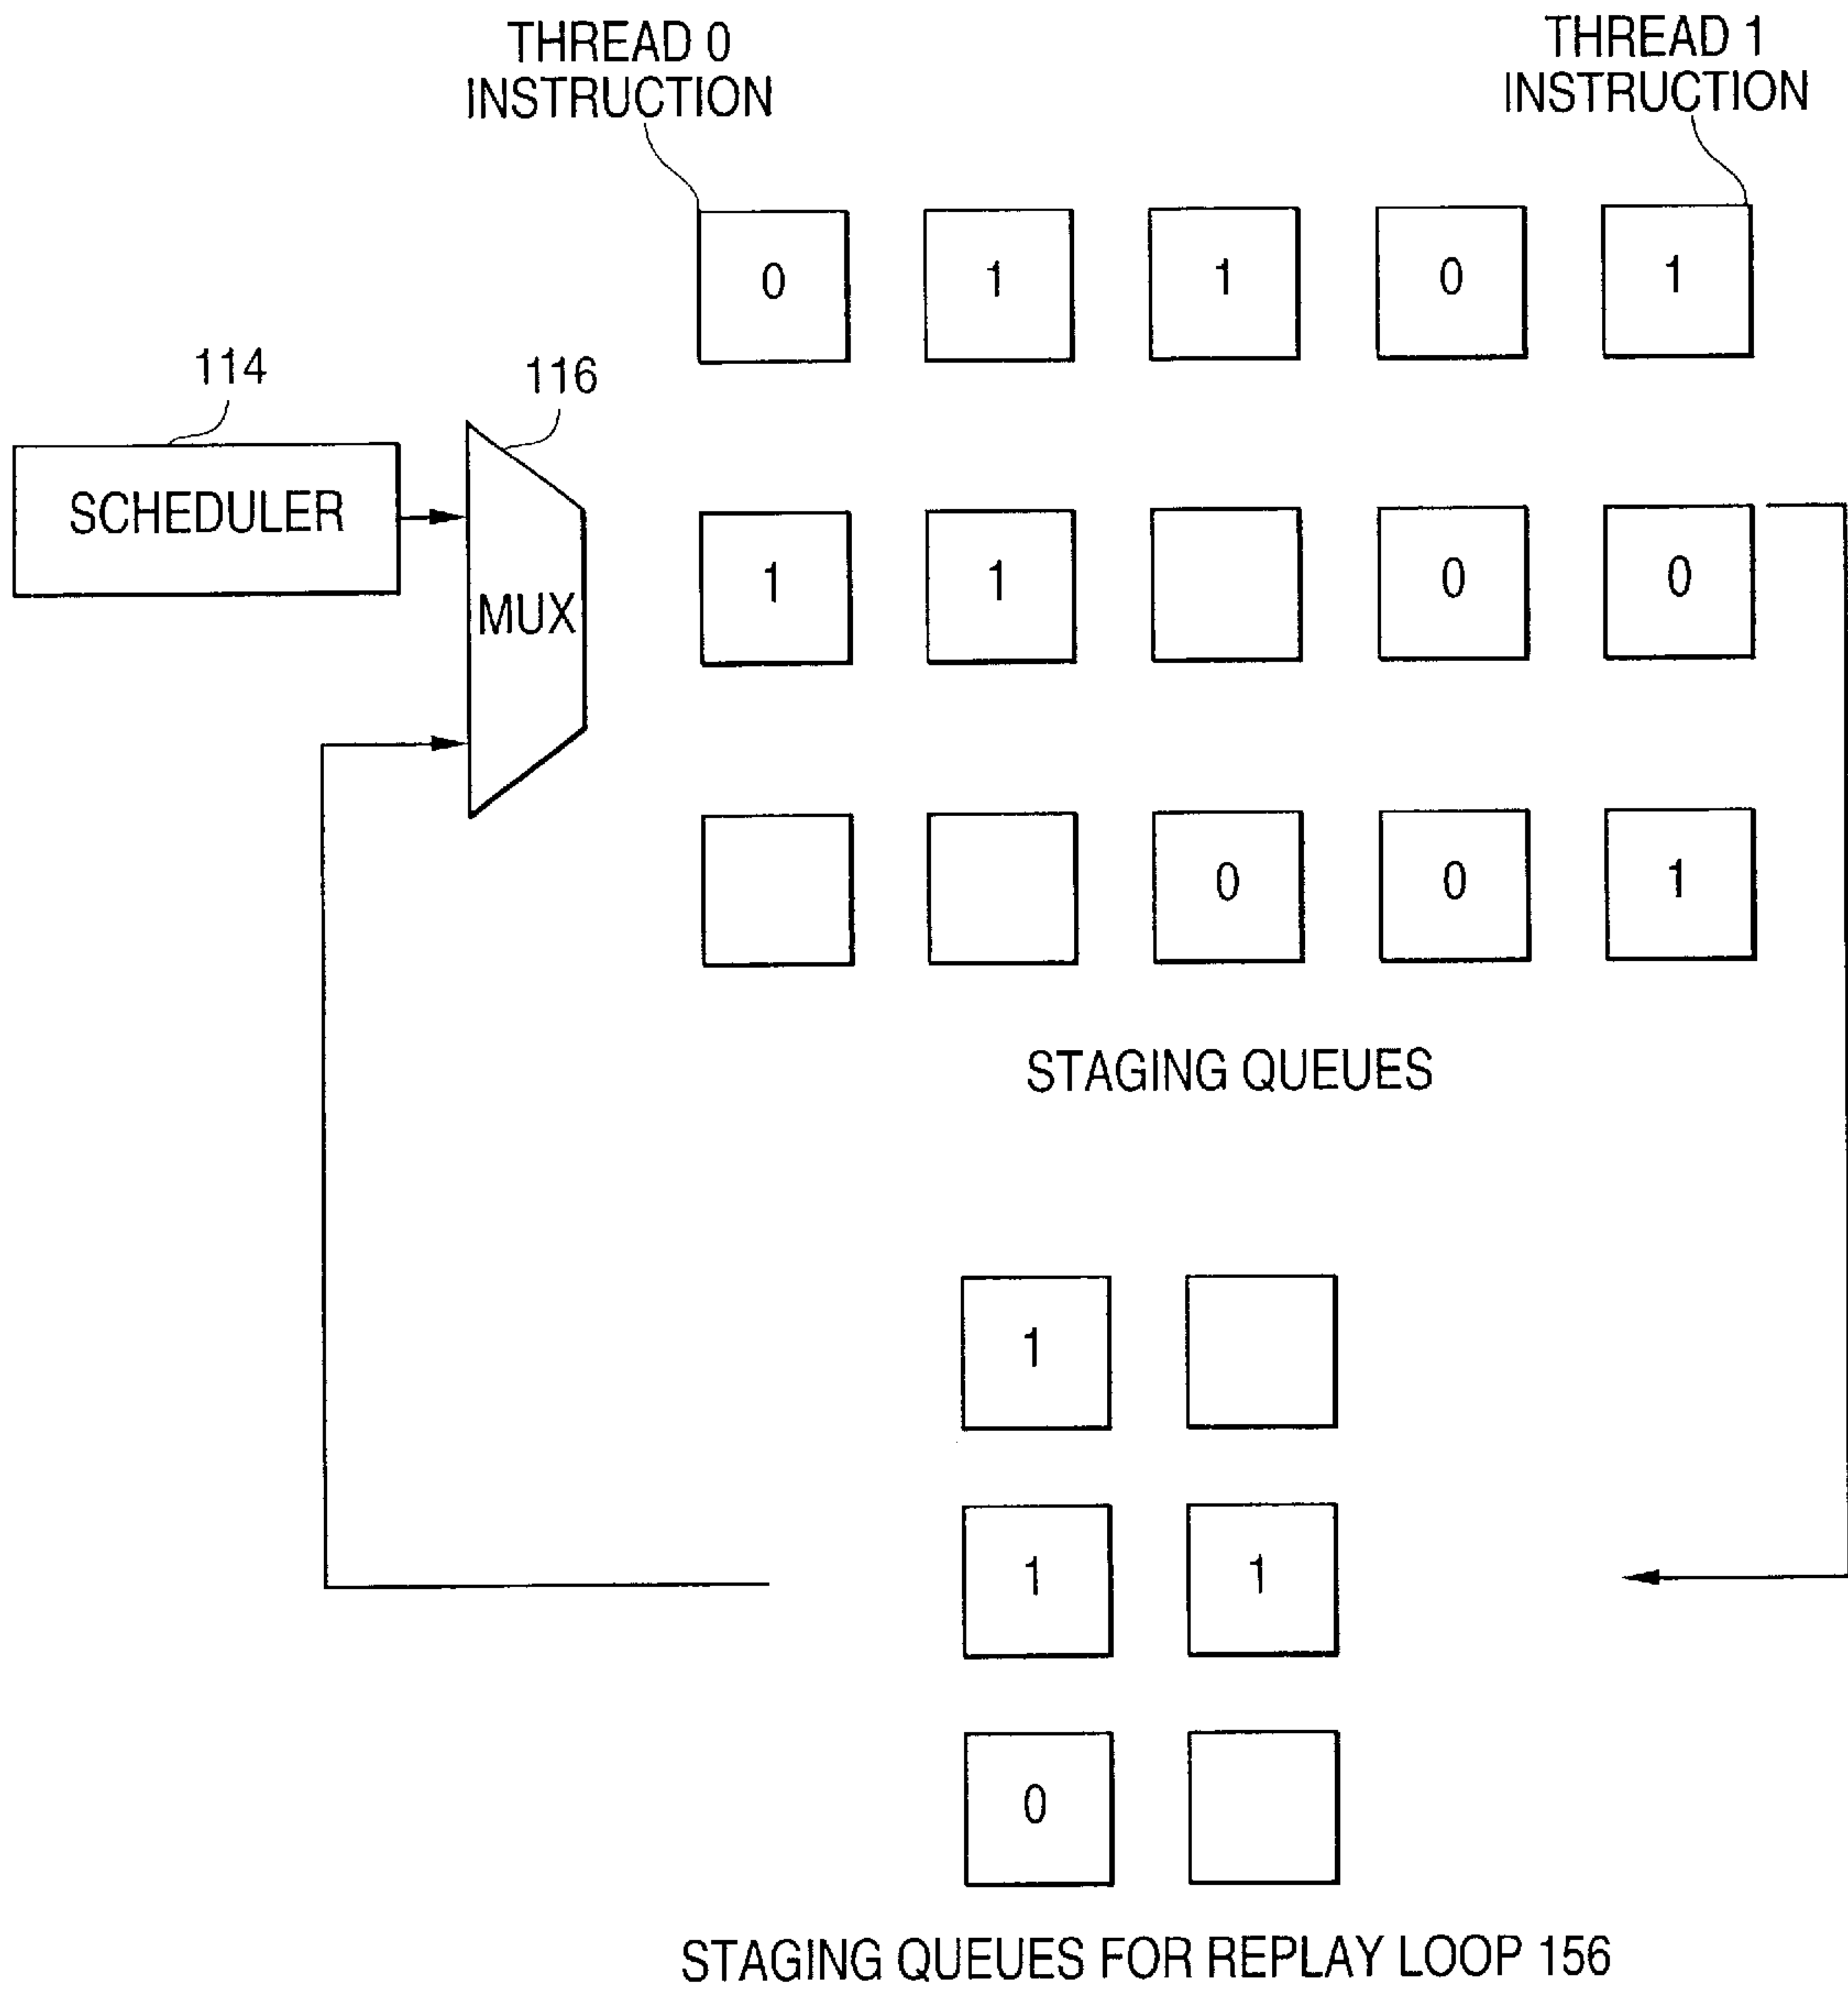 THREAD 0
INSTRUCTION
THREAD 1
INSTRUCTION
0 1 1 0 1
114
116
SCHEDULER
MUX
1 1 0 0
0 0 1
STAGING QUEUES
1
1 1
0
STAGING QUEUES FOR REPLAY LOOP 156